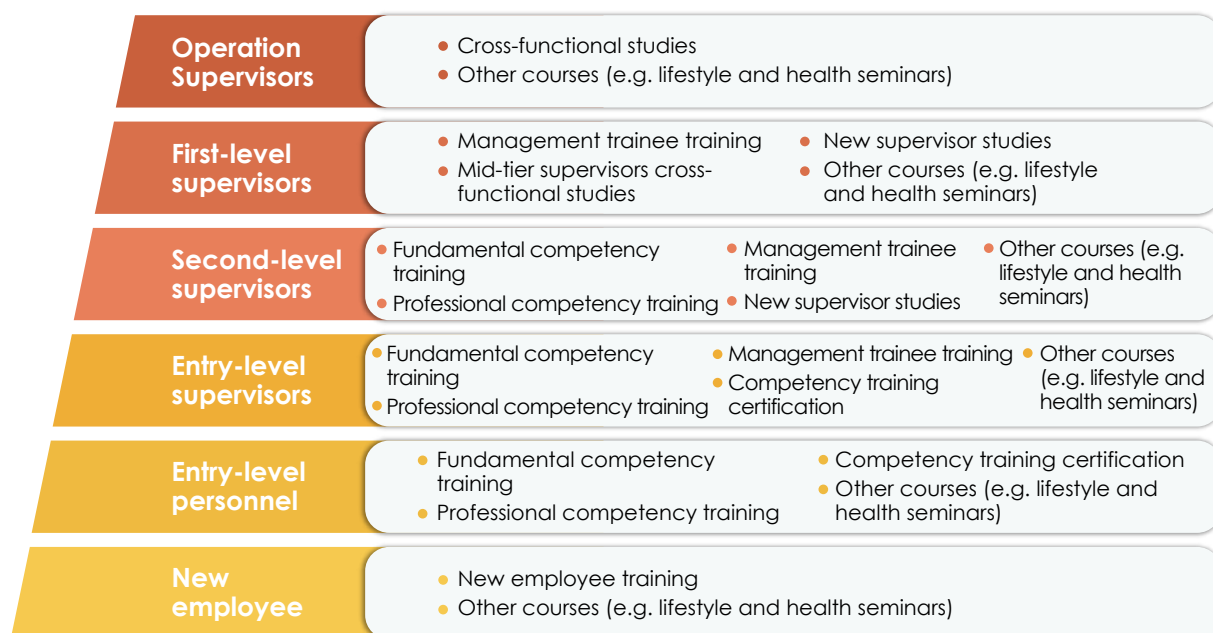 Operation
Supervisors
• Cross-functional studies
• Other courses (e.g. lifestyle and health seminars)
First-level
supervisors
• Management trainee training
• Mid-tier supervisors cross-
functional studies
• New supervisor studies
• Other courses (e.g. lifestyle
and health seminars)
Second-level
supervisors
• Fundamental competency
training
• Professional competency training
• Management trainee
training
• New supervisor studies
• Other courses (e.g.
lifestyle and health
seminars)
Entry-level
supervisors
• Fundamental competency
training
• Professional competency training
• Management trainee training
• Competency training
certification
• Other courses
(e.g. lifestyle and
health seminars)
Entry-level
personnel
• Fundamental competency
training
• Professional competency training
• Competency training certification
• Other courses (e.g. lifestyle and
health seminars)
New
employee
• New employee training
• Other courses (e.g. lifestyle and health seminars)